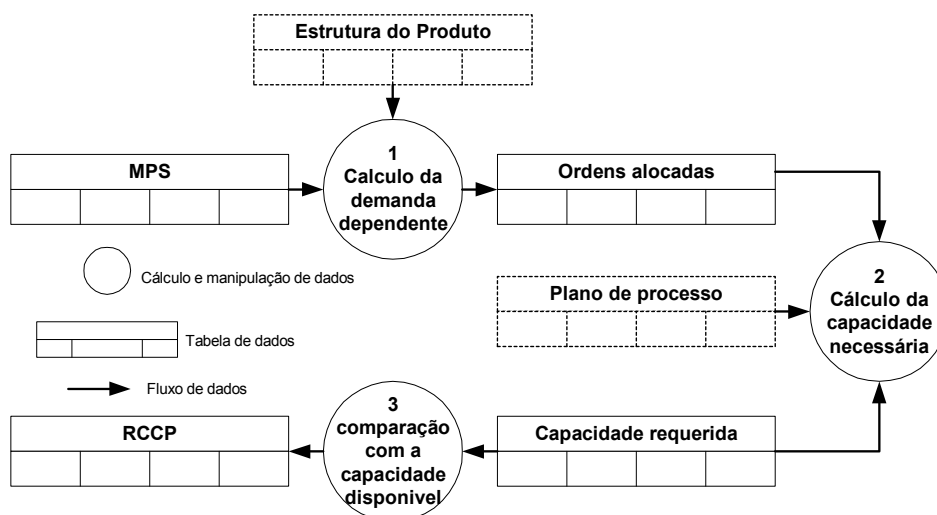 Estrutura do Produto
MPS
1
Calculo da
demanda
dependente
Ordens alocadas
Cálculo e manipulação de dados
Plano de processo
2
Cálculo da
capacidade
necessária
Tabela de dados
Fluxo de dados
RCCP
3
comparação
com a
capacidade
disponivel
Capacidade requerida